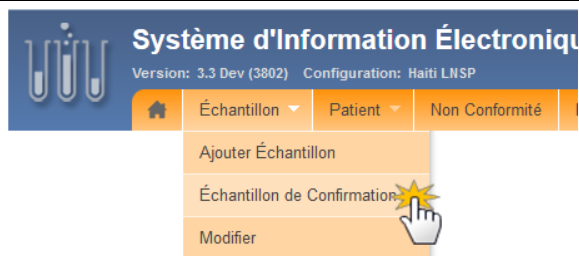 Système d'Information
Version: 3.3 Dev (3802) Configuration: Haiti LNSP
Échantillon Patient Non Conformité
Ajouter Échantillon
Échantillon de Confirmation
Modifier